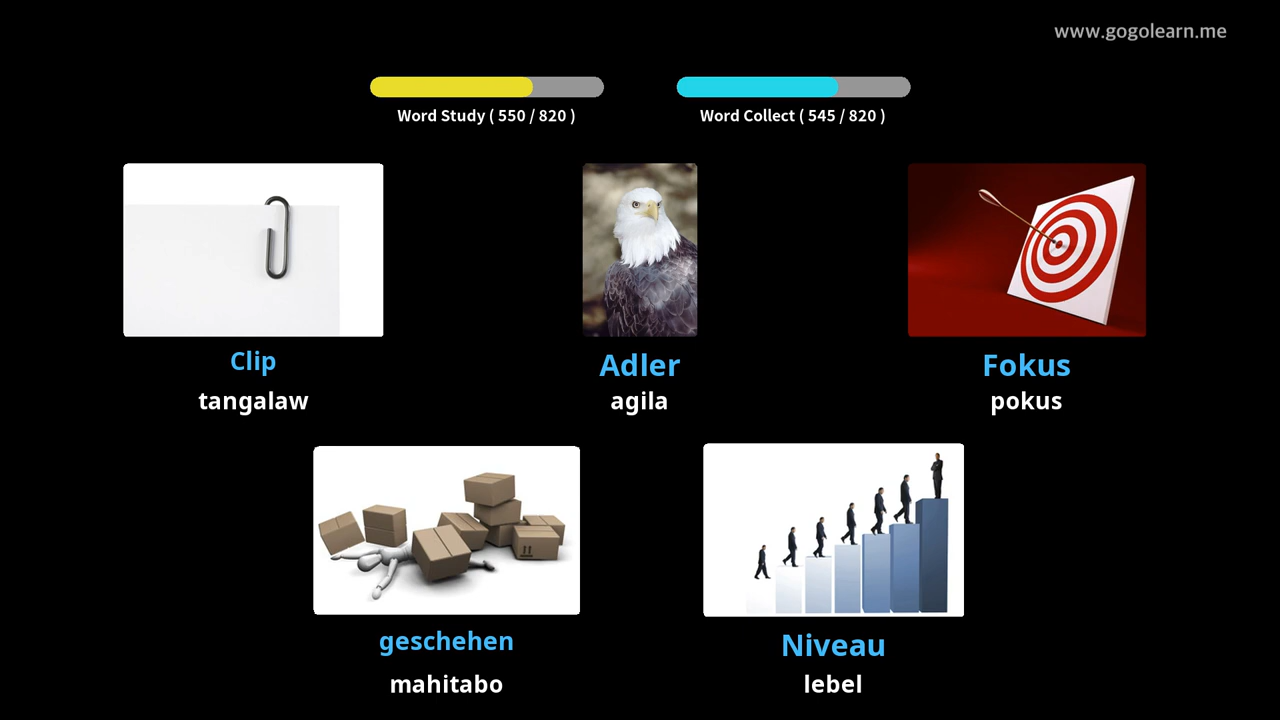 www.gogolearn.me
Word Study ( 550 / 820 )
Word Collect ( 545 / 820 )
Clip
tangalaw
Adler
agila
Fokus
pokus
geschehen
mahitabo
Niveau
lebel